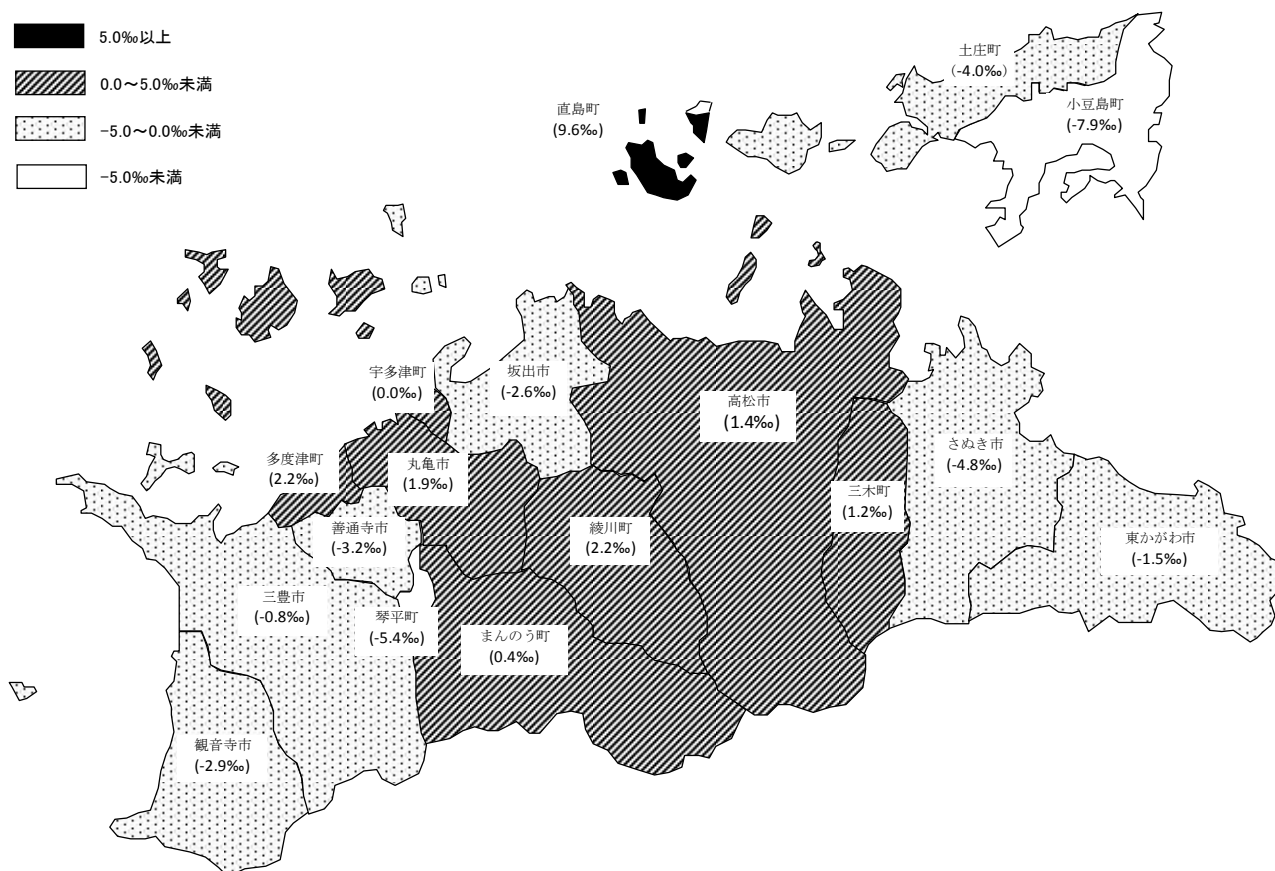 5.0‰以上
0.0～5.0‰未満
-5.0～0.0‰未満
-5.0‰未満
土庄町
(-4.0‰)
直島町
(9.6‰)
小豆島町
(-7.9‰)
宇多津町
(0.0‰)
坂出市
(-2.6‰)
高松市
(1.4‰)
さぬき市
(-4.8‰)
多度津町
(2.2‰)
丸亀市
(1.9‰)
三木町
(1.2‰)
善通寺市
(-3.2‰)
綾川町
(2.2‰)
東かがわ市
(-1.5‰)
三豊市
(-0.8‰)
琴平町
(-5.4‰)
まんのう町
(0.4‰)
観音寺市
(-2.9‰)